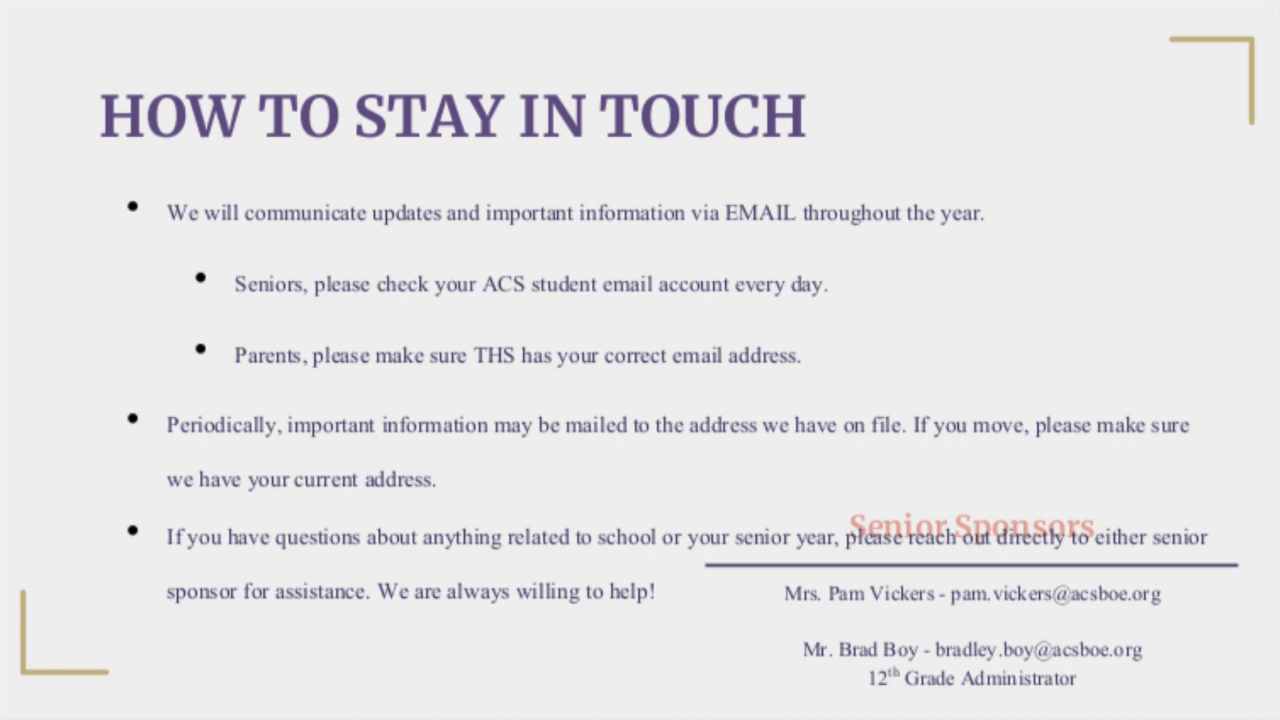 HOW TO STAY IN TOUCH
• We will communicate updates and important information via EMAIL throughout the year.
• Seniors, please check your ACS student email account every day.
• Parents, please make sure THS has your correct email address.
• Periodically, important information may be mailed to the address we have on file. If you move, please make sure
we have your current address.
• If you have questions about anything related to school or your senior year, please reach out directly to either senior
sponsor for assistance. We are always willing to help!
Senior Sponsors
Mrs. Pam Vickers - pam.vickers@acsboe.org
Mr. Brad Boy - bradley.boy@acsboe.org
12th Grade Administrator